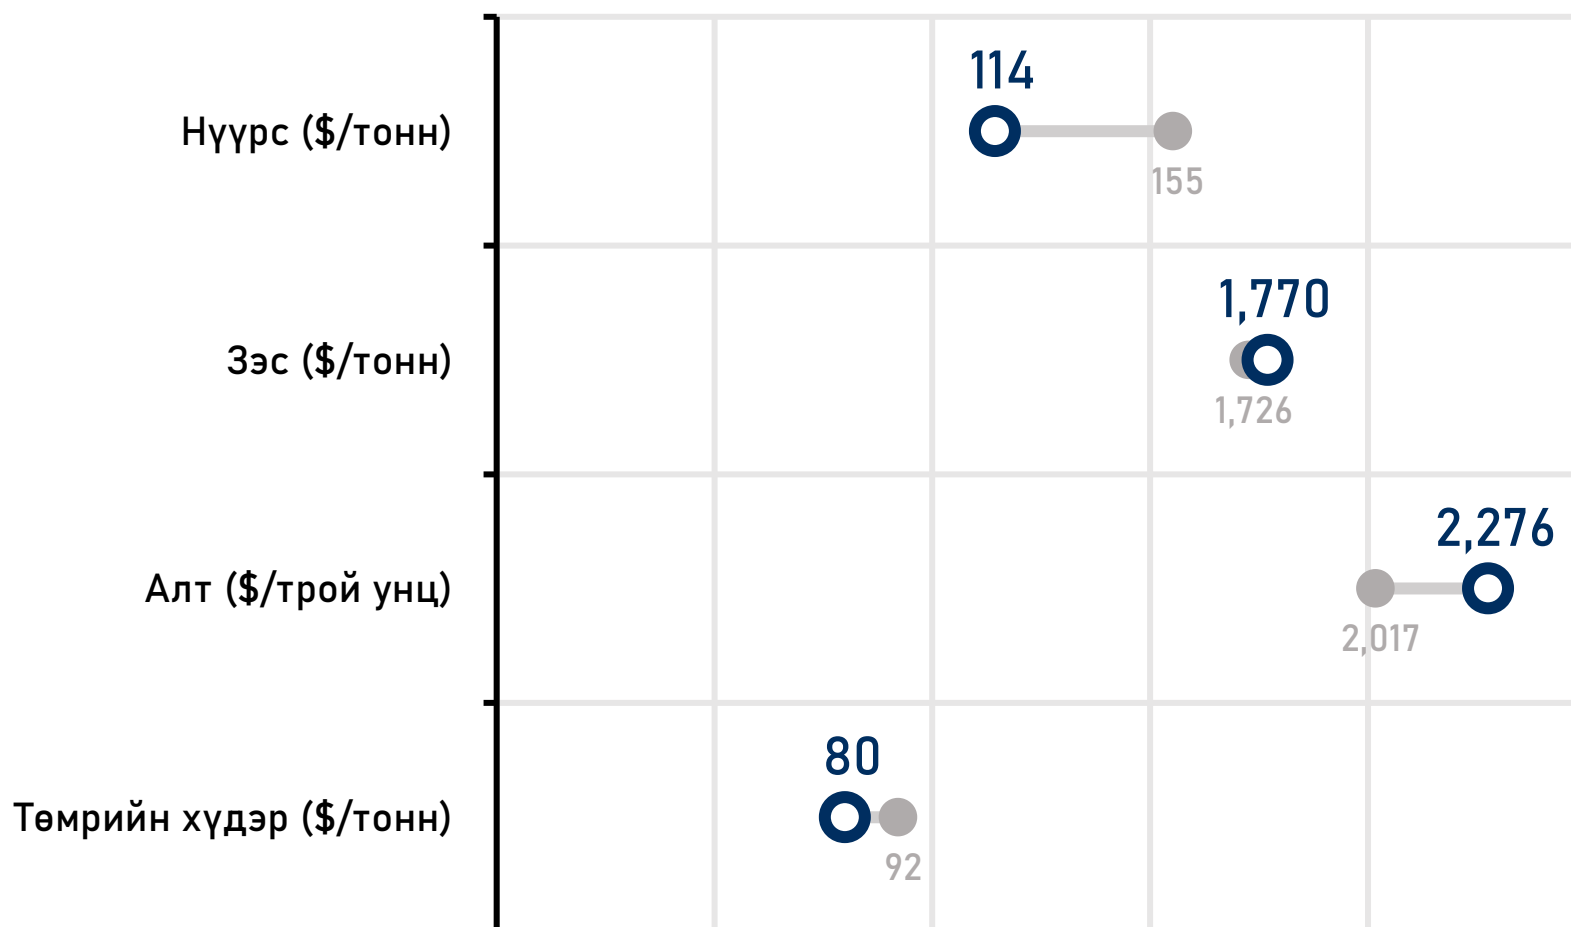 114
Нүүрс ($/тонн)
155
1,770
Зэс ($/тонн)
1,726
2,276
Алт ($/трой унц)
2,017
80
Төмрийн хүдэр ($/тонн)
92